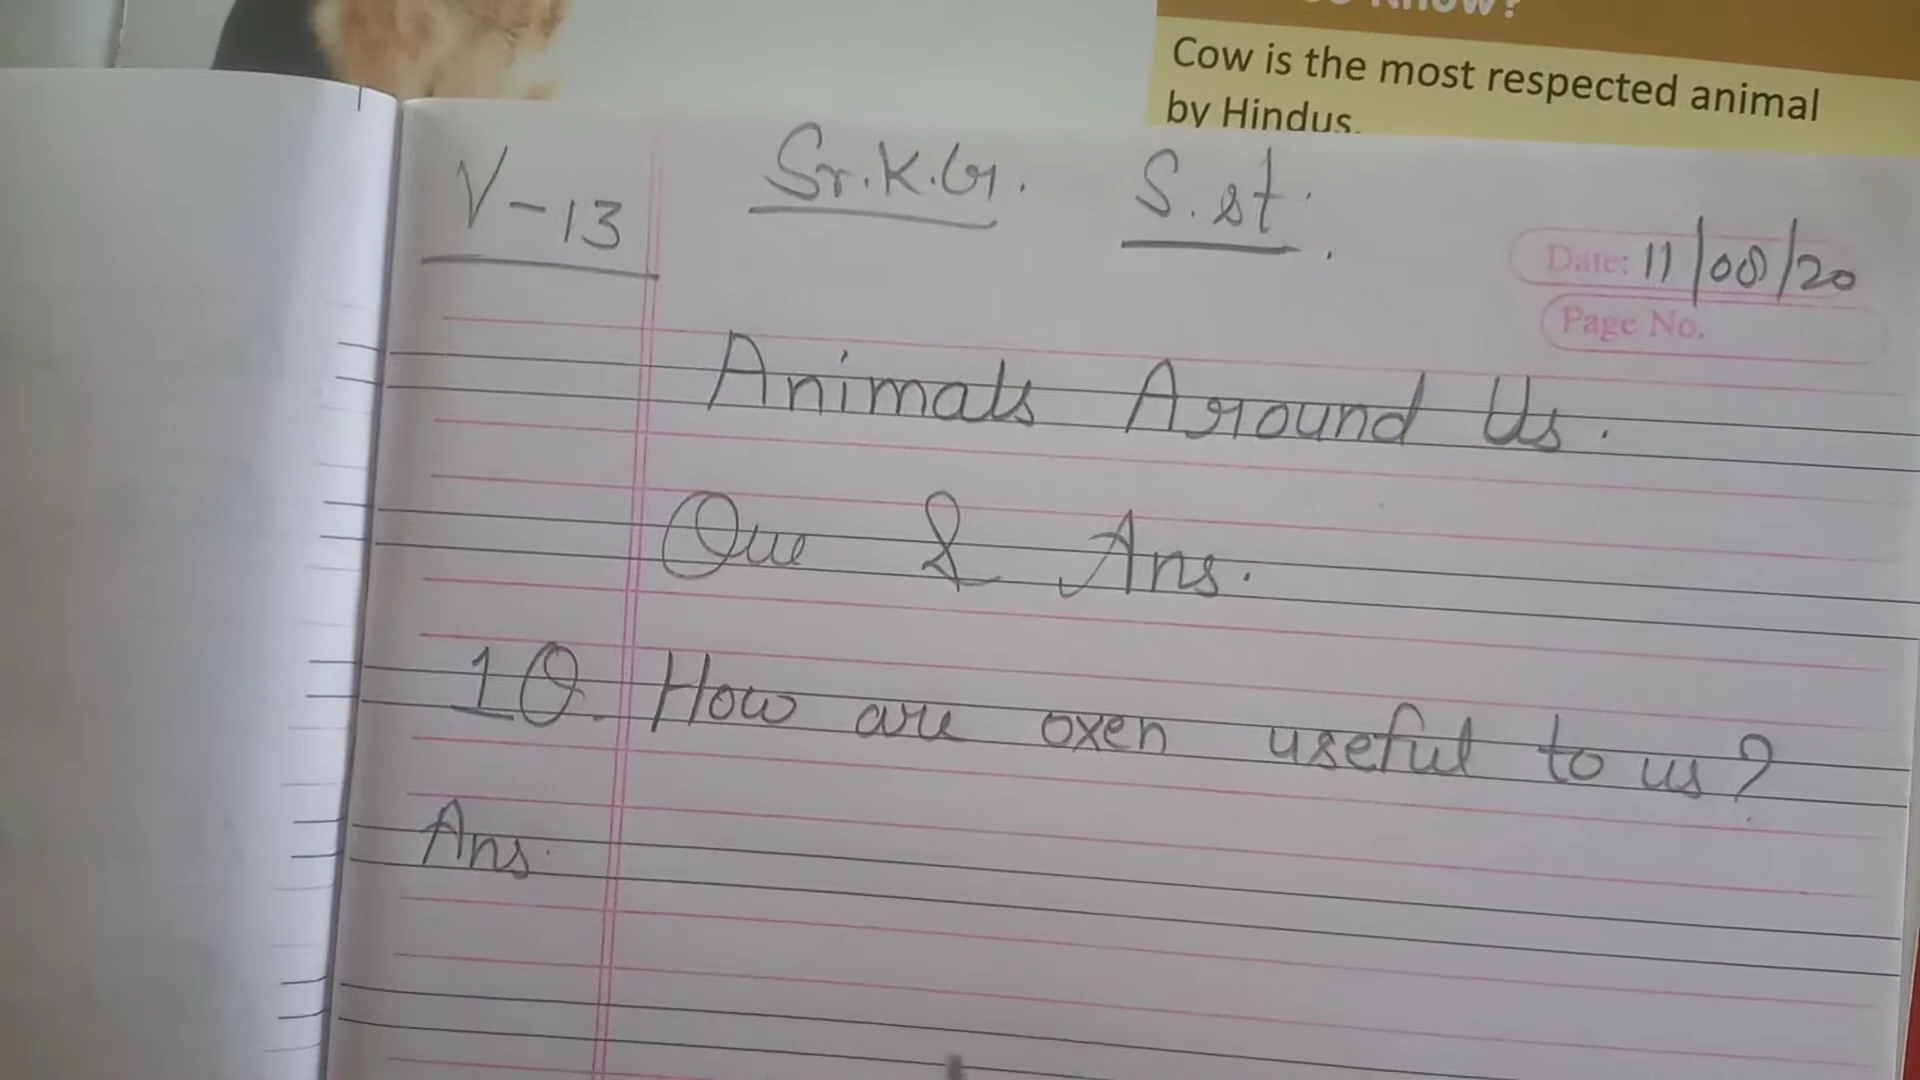 Know?
Cow is the most respected animal
by Hindus.
V-13 Sr.K.G. S.st.
Date: 11/08/20
Page No.
Animals Around Us.
Que & Ans.
1Q. How are oxen useful to us?
Ans.